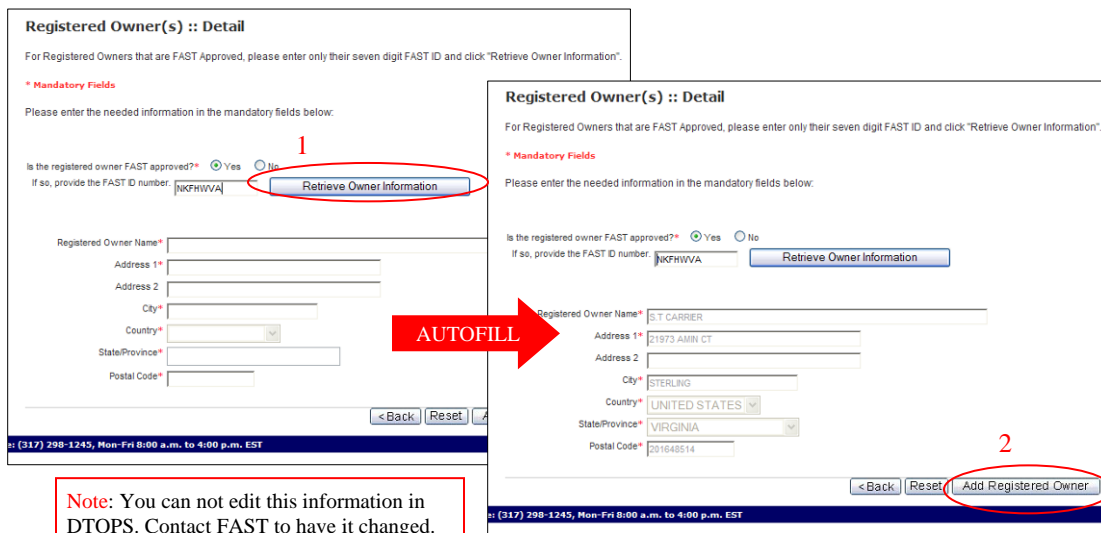 Registered Owner(s) :: Detail
For Registered Owners that are FAST Approved, please enter only their seven digit FAST ID and click "Retrieve Owner Information".
* Mandatory Fields
Please enter the needed information in the mandatory fields below:
1
Is the registered owner FAST approved?* Yes No
If so, provide the FAST ID number. NKFHWVA Retrieve Owner Information
Registered Owner Name*
Address 1*
Address 2
City*
Country*
State/Province*
Postal Code*
<Back Reset A
e: (317) 298-1245, Mon-Fri 8:00 a.m. to 4:00 p.m. EST
Note: You can not edit this information in
DTOPS. Contact FAST to have it changed.
AUTOFILL
Registered Owner(s) :: Detail
For Registered Owners that are FAST Approved, please enter only their seven digit FAST ID and click "Retrieve Owner Information".
* Mandatory Fields
Please enter the needed information in the mandatory fields below:
Is the registered owner FAST approved?* Yes No
If so, provide the FAST ID number. NKFHWVA Retrieve Owner Information
Registered Owner Name* S.T CARRIER
Address 1* 21973 AMIN CT
Address 2
City* STERLING
Country* UNITED STATES
State/Province* VIRGINIA
Postal Code* 201648514
2
<Back Reset Add Registered Owner
e: (317) 298-1245, Mon-Fri 8:00 a.m. to 4:00 p.m. EST